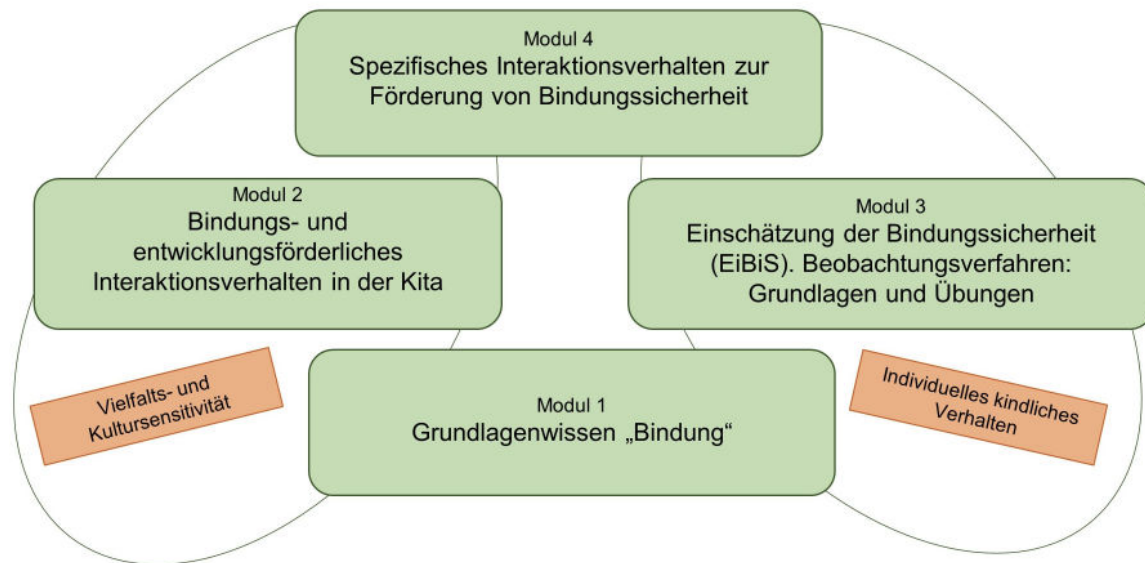 Modul 4
Spezifisches Interaktionsverhalten zur
Förderung von Bindungssicherheit
Modul 2
Bindungs- und
entwicklungsförderliches
Interaktionsverhalten in der Kita
Modul 3
Einschätzung der Bindungssicherheit
(EiBiS). Beobachtungsverfahren:
Grundlagen und Übungen
Vielfalts- und
Kultursensitivität
Modul 1
Grundlagenwissen „Bindung“
Individuelles kindliches
Verhalten